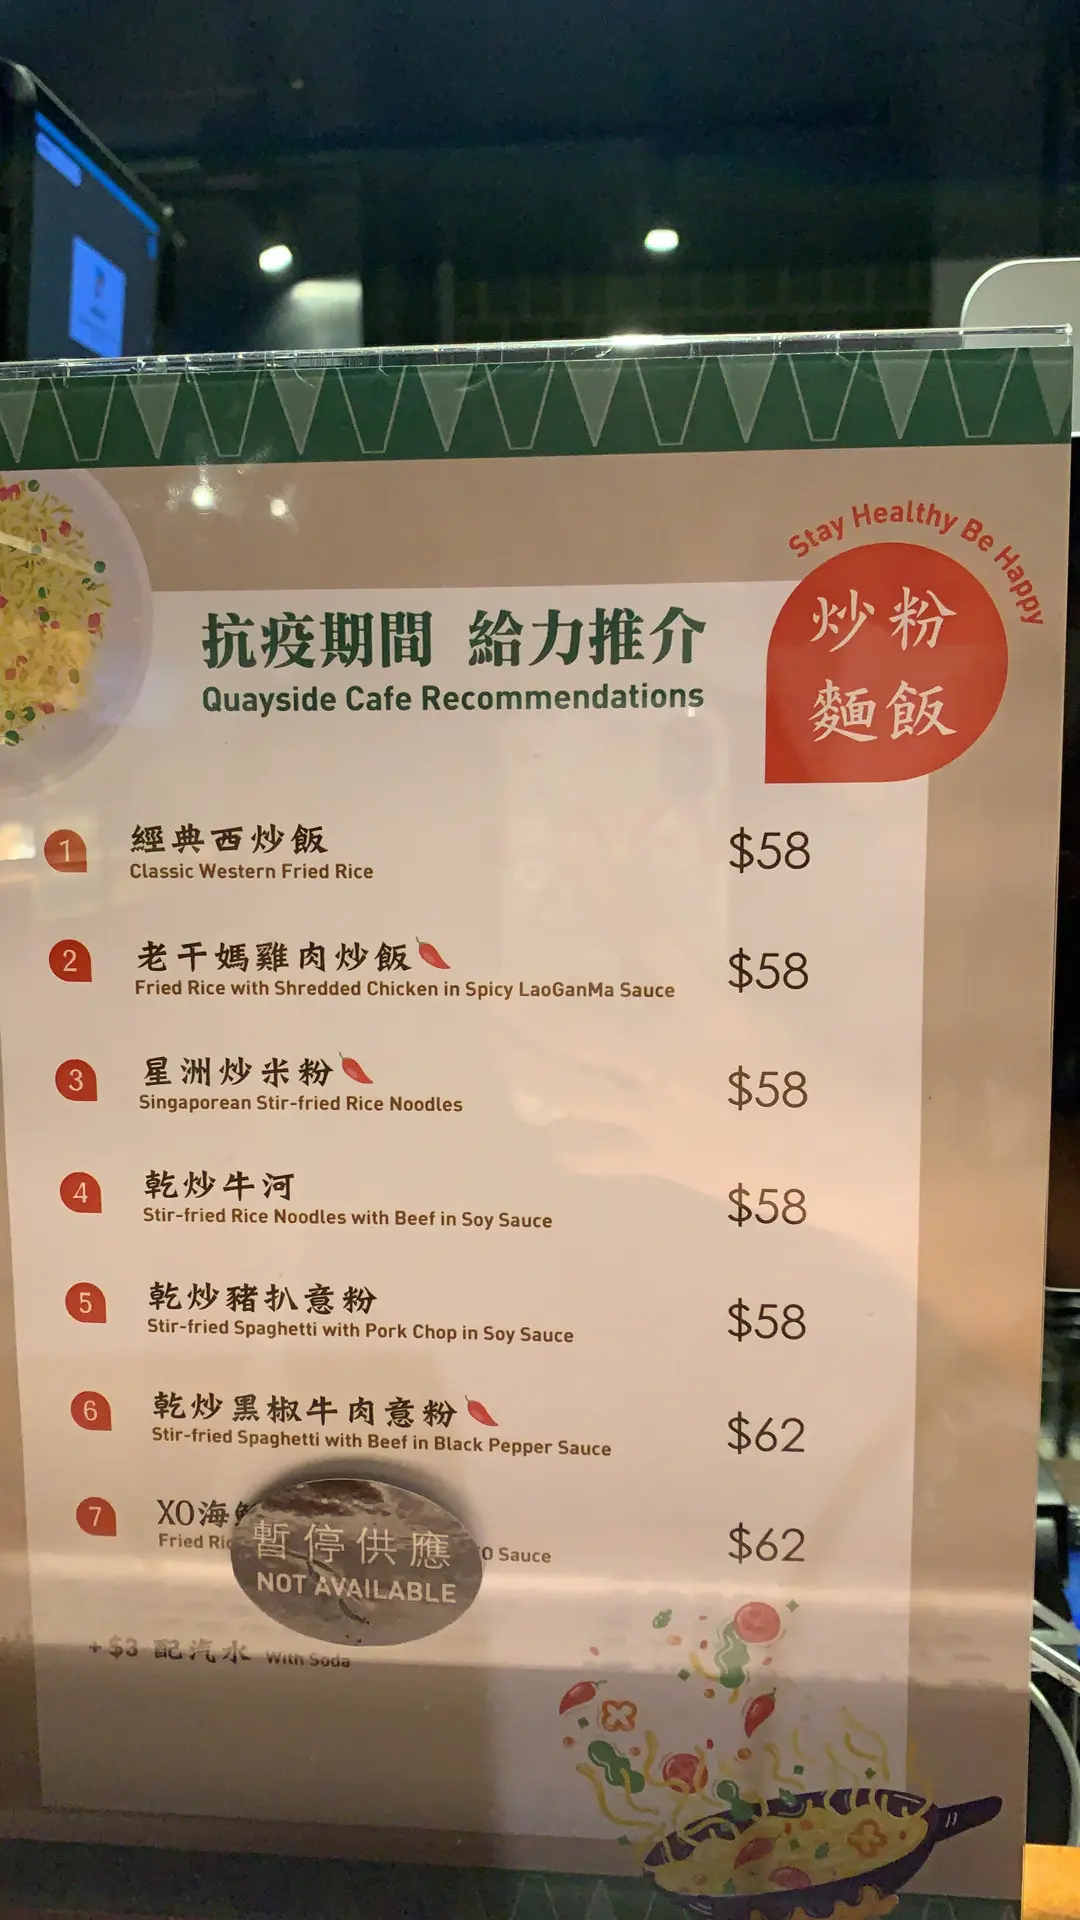 Stay Healthy Be Happy
炒粉
麵飯
抗疫期間 給力推介
Quayside Cafe Recommendations
1 經典西炒飯 $58
Classic Western Fried Rice
2 老干媽雞肉炒飯 $58
Fried Rice with Shredded Chicken in Spicy LaoGanMa Sauce
3 星洲炒米粉 $58
Singaporean Stir-fried Rice Noodles
4 乾炒牛河 $58
Stir-fried Rice Noodles with Beef in Soy Sauce
5 乾炒豬扒意粉 $58
Stir-fried Spaghetti with Pork Chop in Soy Sauce
6 乾炒黑椒牛肉意粉 $62
Stir-fried Spaghetti with Beef in Black Pepper Sauce
7 XO海 $62
Fried Sauce
暫停供應
NOT AVAILABLE
+$3 配汽水 With Soda